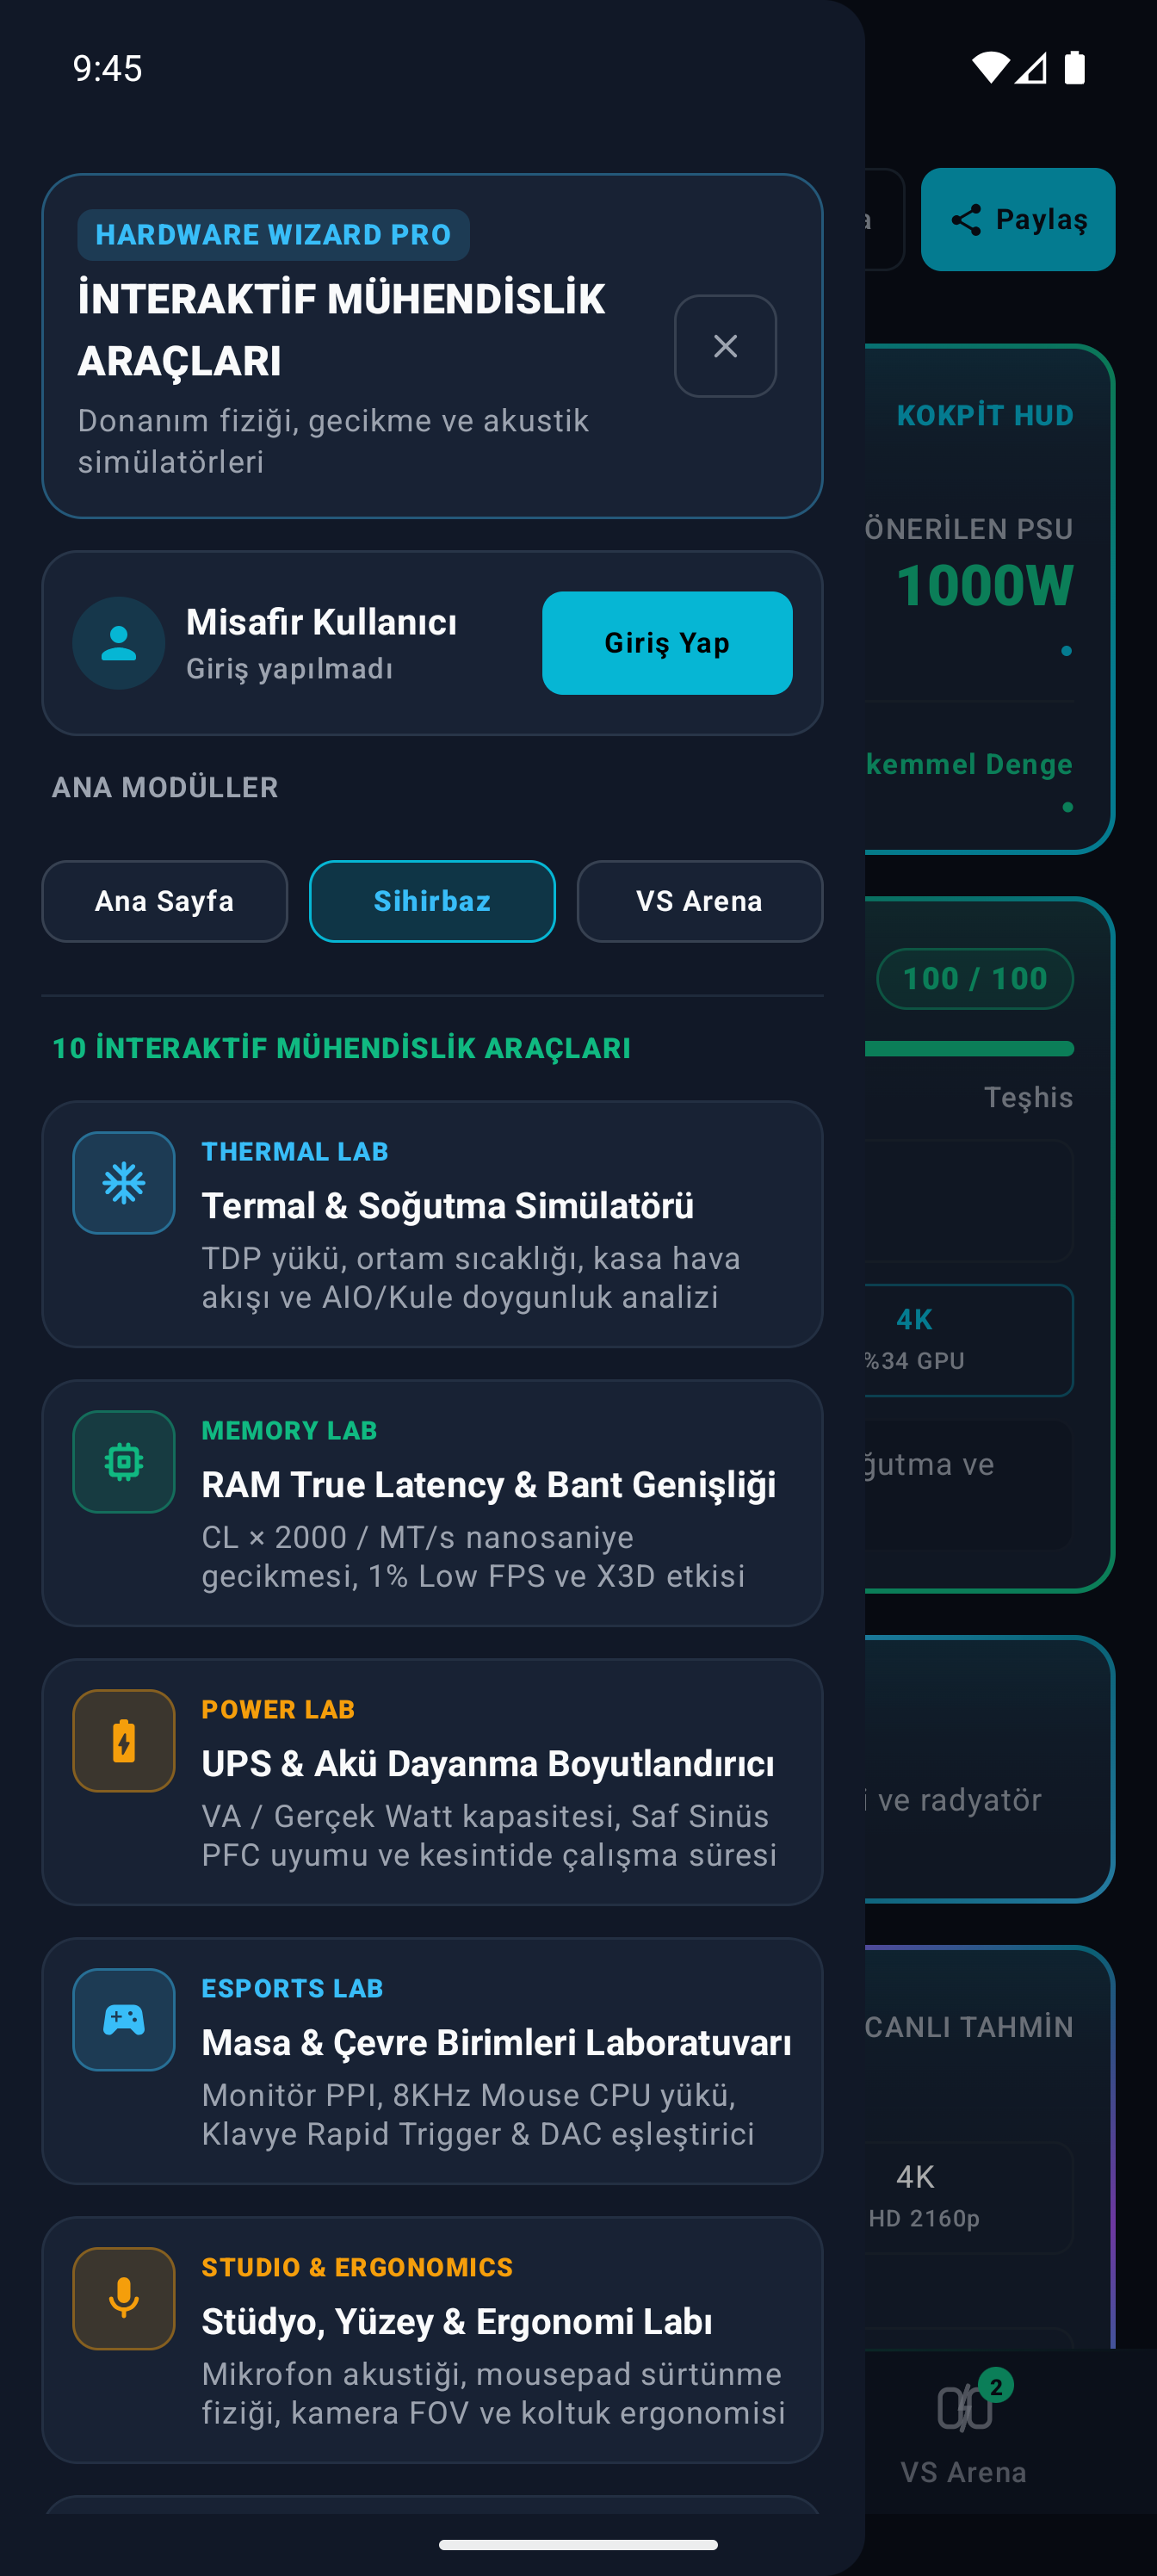 9:45
HARDWARE WIZARD PRO
İNTERAKTİF MÜHENDİSLİK
ARAÇLARI
Donanım fiziği, gecikme ve akustik
simülatörleri
Misafir Kullanıcı
Giriş yapılmadı
Giriş Yap
ANA MODÜLLER
Ana Sayfa
Sihirbaz
VS Arena
10 İNTERAKTİF MÜHENDİSLİK ARAÇLARI
THERMAL LAB
Termal & Soğutma Simülatörü
TDP yükü, ortam sıcaklığı, kasa hava
akışı ve AIO/Kule doygunluk analizi
MEMORY LAB
RAM True Latency & Bant Genişliği
CL × 2000 / MT/s nanosaniye
gecikmesi, 1% Low FPS ve X3D etkisi
POWER LAB
UPS & Akü Dayanma Boyutlandırıcı
VA / Gerçek Watt kapasitesi, Saf Sinüs
PFC uyumu ve kesintide çalışma süresi
ESPORTS LAB
Masa & Çevre Birimleri Laboratuvarı
Monitör PPI, 8KHz Mouse CPU yükü,
Klavye Rapid Trigger & DAC eşleştirici
STUDIO & ERGONOMICS
Stüdyo, Yüzey & Ergonomi Labı
Mikrofon akustiği, mousepad sürtünme
fiziği, kamera FOV ve koltuk ergonomisi
Paylaş
KOKPİT HUD
ÖNERİLEN PSU
1000W
kemmel Denge
100 / 100
Teşhis
4K
%34 GPU
ğutma ve
ve radyatör
CANLI TAHMİN
4K
HD 2160p
2
VS Arena